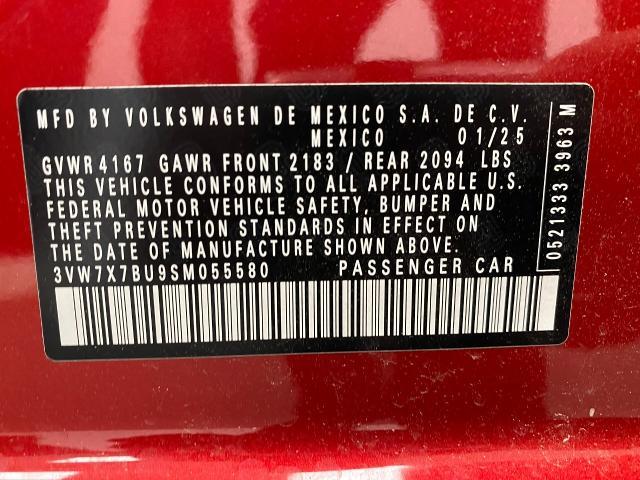 MFD BY VOLKSWAGEN DE MEXICO S.A. DE C.V.
MEXICO 01/25
GVWR 4167 GAWR FRONT 2183 / REAR 2094 LBS
THIS VEHICLE CONFORMS TO ALL APPLICABLE U.S.
FEDERAL MOTOR VEHICLE SAFETY, BUMPER AND
THEFT PREVENTION STANDARDS IN EFFECT ON
THE DATE OF MANUFACTURE SHOWN ABOVE.
3VW7X7BU9SM055580 PASSENGER CAR
0521333 3963 M